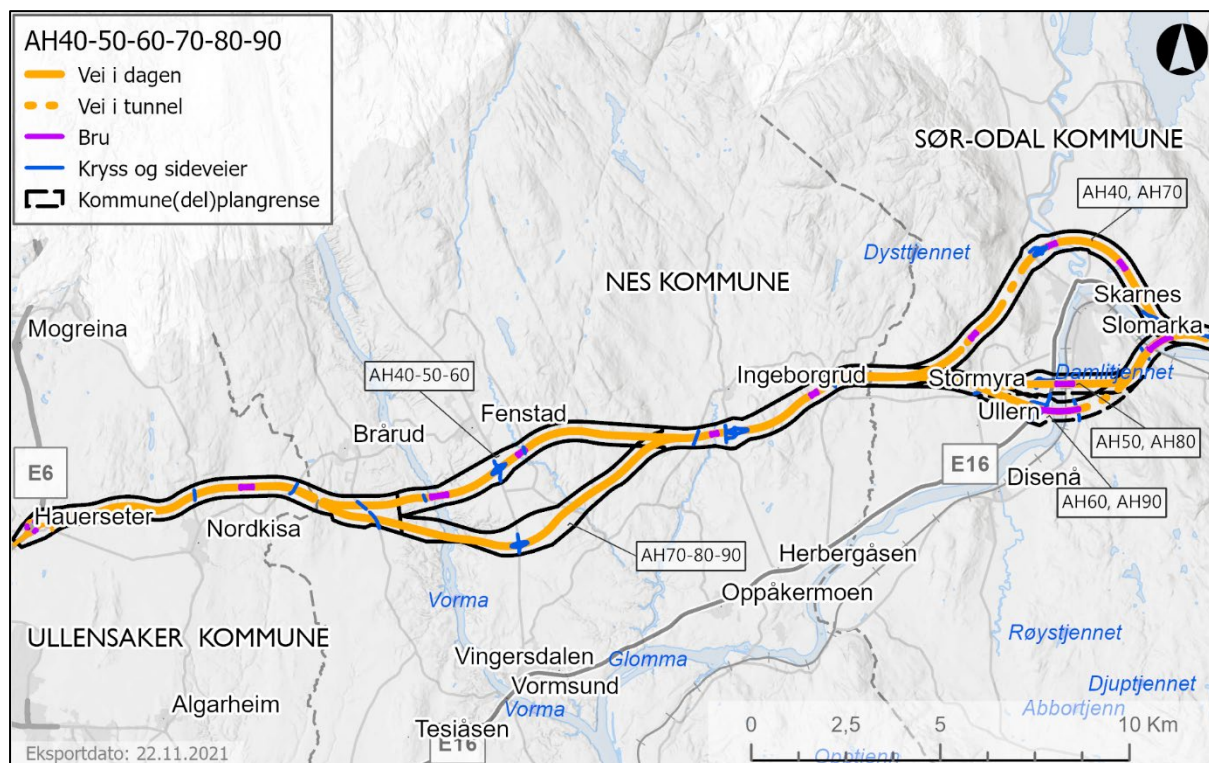 AH40-50-60-70-80-90
Vei i dagen
Vei i tunnel
Bru
Kryss og sideveier
Kommune(del)plangrense
SØR-ODAL KOMMUNE
AH40, AH70
Dysttjennet
NES KOMMUNE
Skarnes
Slomarka
Mogreina
AH40-50-60
Ingeborgrud
Stormyra
Damlitjennet
Fenstad
Ullern
Brårud
AH50, AH80
E6
E16
Disenå
AH60, AH90
Hauerseter
Nordkisa
AH70-80-90
Herbergåsen
Oppåkermoen
Vorma
Røystjennet
ULLENSAKER KOMMUNE
Vingersdalen
Glomma
Vormsund
Djuptjennet
Algarheim
Vorma
Abbortjenn
Tesiåsen
E16
0 2,5 5 10 Km
Eksportdato: 22.11.2021
Opptjenn